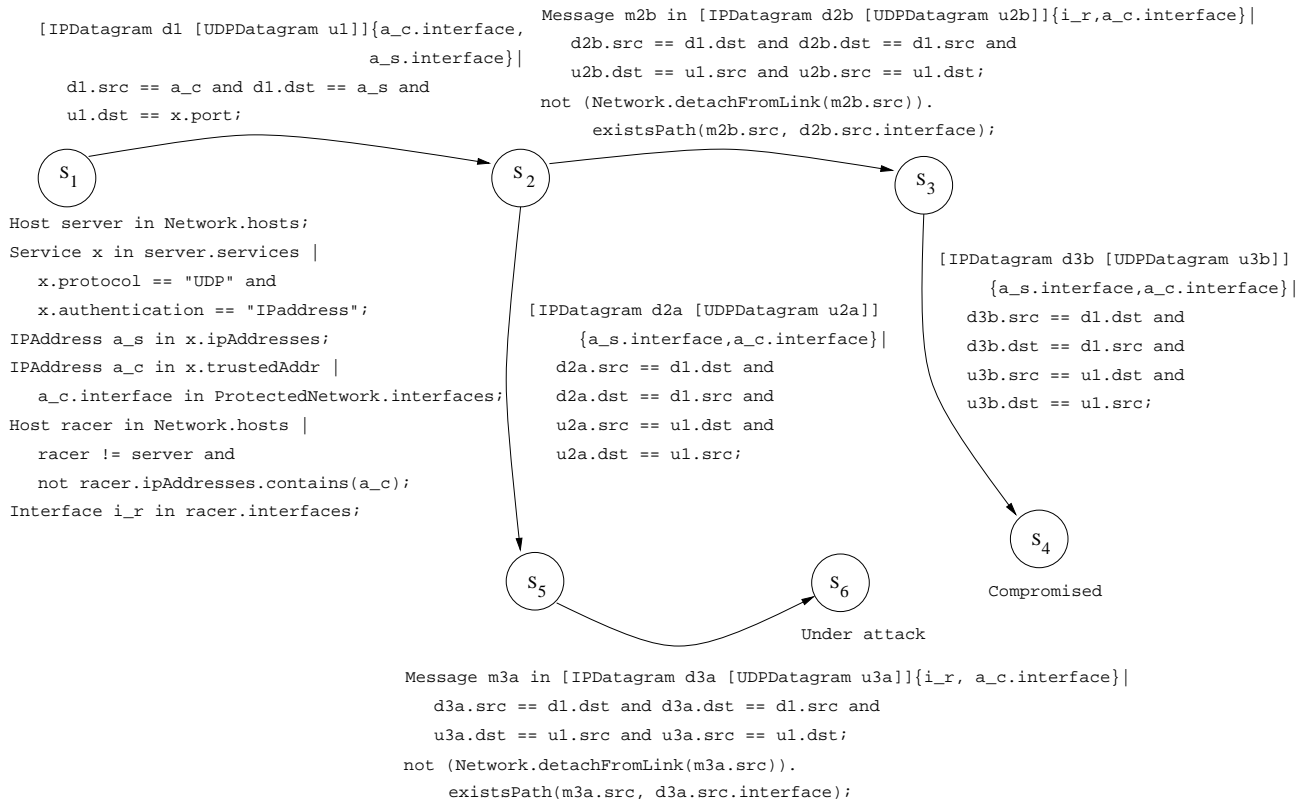 [IPDatagram d1 [UDPDatagram u1]]{a_c.interface,
a_s.interface}|
d1.src == a_c and d1.dst == a_s and
u1.dst == x.port;
Message m2b in [IPDatagram d2b [UDPDatagram u2b]]{i_r,a_c.interface}|
d2b.src == d1.dst and d2b.dst == d1.src and
u2b.dst == u1.src and u2b.src == u1.dst;
not (Network.detachFromLink(m2b.src)).
existsPath(m2b.src, d2b.src.interface);
s1
s2
s3
Host server in Network.hosts;
Service x in server.services |
x.protocol == "UDP" and
x.authentication == "IPaddress";
IPAddress a_s in x.ipAddresses;
IPAddress a_c in x.trustedAddr |
a_c.interface in ProtectedNetwork.interfaces;
Host racer in Network.hosts |
racer != server and
not racer.ipAddresses.contains(a_c);
Interface i_r in racer.interfaces;
[IPDatagram d2a [UDPDatagram u2a]]
{a_s.interface,a_c.interface}|
d2a.src == d1.dst and
d2a.dst == d1.src and
u2a.src == u1.dst and
u2a.dst == u1.src;
[IPDatagram d3b [UDPDatagram u3b]]
{a_s.interface,a_c.interface}|
d3b.src == d1.dst and
d3b.dst == d1.src and
u3b.src == u1.dst and
u3b.dst == u1.src;
s4
Compromised
s5
s6
Under attack
Message m3a in [IPDatagram d3a [UDPDatagram u3a]]{i_r, a_c.interface}|
d3a.src == d1.dst and d3a.dst == d1.src and
u3a.dst == u1.src and u3a.src == u1.dst;
not (Network.detachFromLink(m3a.src)).
existsPath(m3a.src, d3a.src.interface);